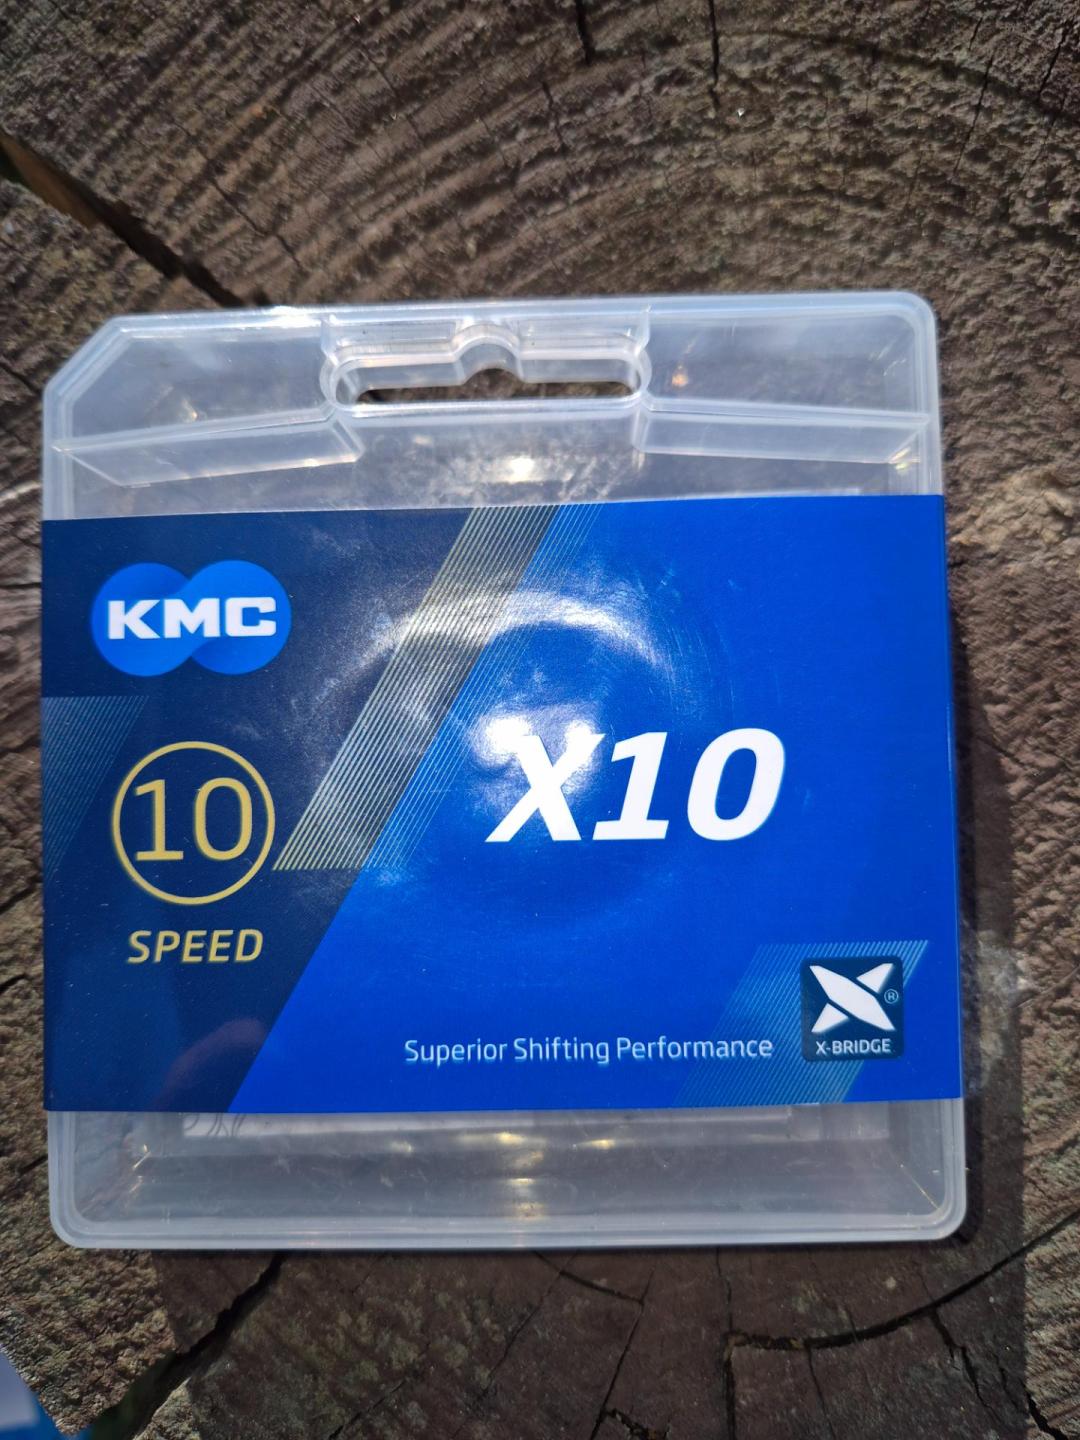 KMC
10
SPEED
X10
Superior Shifting Performance
®
X-BRIDGE